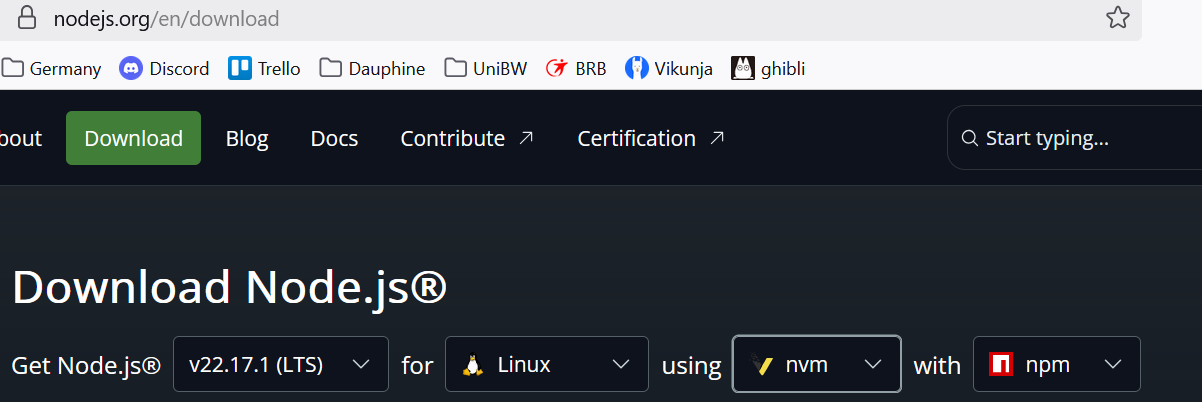 nodejs.org/en/download
Germany Discord Trello Dauphine UniBW BRB Vikunja ghibli
bout Download Blog Docs Contribute Certification Start typing...
Download Node.js®
Get Node.js® v22.17.1 (LTS) for Linux using nvm with npm